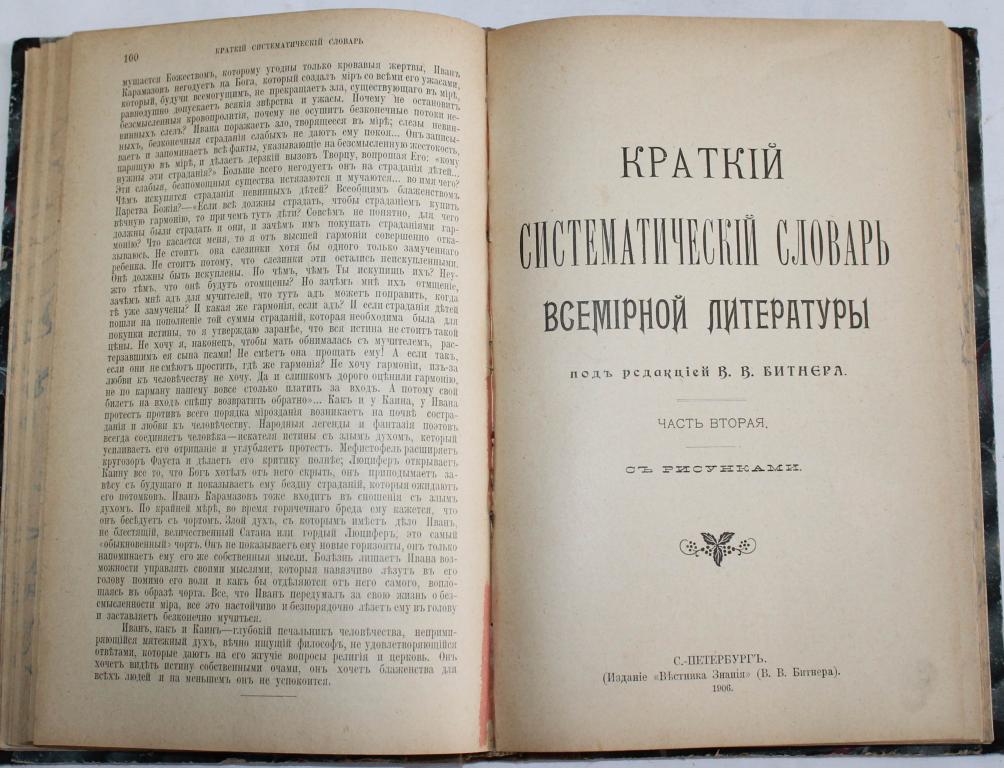 100
КРАТКІЙ СИСТЕМАТИЧЕСКІЙ СЛОВАРЬ
мущается Божествомъ, которому угодны только кровавыя жертвы, Иванъ
Карамазовъ негодуетъ на Бога, который создалъ міръ со всѣми его ужасами,
который, будучи всемогущимъ, не прекращаетъ зла, существующаго въ мірѣ,
равнодушно допускаетъ всякія звѣрства и ужасы. Почему не остановитъ
безсмысленныя кровопролитія, почему не осушитъ безконечные потоки не-
винныхъ слезъ? Ивана поражаетъ зло, творящееся въ мірѣ; слезы невин-
ныхъ, безконечныя страданія слабыхъ не даютъ ему покоя... Онъ записы-
ваетъ и запоминаетъ всѣ факты, указывающіе на безсмысленную жестокость,
царящую въ мірѣ, и дѣлаетъ дерзкій вызовъ Творцу, вопрошая Его: «кому
нужны эти страданія?» Больше всего негодуетъ онъ на страданія дѣтей...
Эти слабыя, безпомощныя существа истязаются и мучаются... во имя чего?
Чѣмъ искупятся страданія невинныхъ дѣтей? Всеобщимъ блаженствомъ
Царства Божія?—«Если всѣ должны страдать, чтобы страданіемъ купить
вѣчную гармонію, то при чемъ тутъ дѣти? Совсѣмъ не понятно, для чего
должны были страдать и они, и зачѣмъ имъ покупать страданіями гар-
монію? Что касается меня, то я отъ высшей гармоніи совершенно отка-
зываюсь. Не стоитъ она слезинки хотя бы одного только замученнаго
ребенка. Не стоитъ потому, что слезинки эти остались неискупленными.
Онѣ должны быть искуплены. Но чѣмъ, чѣмъ Ты искупишь ихъ? Неу-
жто тѣмъ, что онѣ будутъ отомщены? Но зачѣмъ мнѣ ихъ отмщеніе,
зачѣмъ мнѣ адъ для мучителей, что тутъ адъ можетъ поправить, когда
тѣ уже замучены? И какая же гармонія, если адъ? И если страданія дѣтей
пошли на пополненіе той суммы страданій, которая необходима была для
покупки истины, то я утверждаю заранѣе, что вся истина не стоитъ такой
цѣны. Не хочу я, наконецъ, чтобы мать обнималась съ мучителемъ, рас-
терзавшимъ ея сына псами! Не смѣетъ она прощать ему! А если такъ,
если они не смѣютъ простить, гдѣ же гармонія? Не хочу гармоніи, изъ-за
любви къ человѣчеству не хочу. Да и слишкомъ дорого оцѣнили гармонію,
не по карману нашему вовсе столько платить за входъ. А потому свой
билетъ на входъ спѣшу возвратить обратно»... Какъ и у Каина, у Ивана
протестъ противъ всего порядка мірозданія возникаетъ на почвѣ состра-
данія и любви къ человѣчеству. Народныя легенды и фантазія поэтовъ
всегда соединяетъ человѣка—искателя истины съ злымъ духомъ, который
усиливаетъ его отрицаніе и углубляетъ протестъ. Мефистофель расширяетъ
кругозоръ Фауста и дѣлаетъ его критику полнѣе; Люциферъ открываетъ
Каину все то, что Богъ хотѣлъ отъ него скрыть, онъ приподымаетъ за-
вѣсу съ будущаго и показываетъ ему бездну страданій, которыя ожидаютъ
его потомковъ. Иванъ Карамазовъ тоже входитъ въ сношенія съ злымъ
духомъ. По крайней мѣрѣ, во время горячечнаго бреда ему кажется, что
онъ бесѣдуетъ съ чортомъ. Злой духъ, съ которымъ имѣетъ дѣло Иванъ,
не блестящій, величественный Сатана или гордый Люциферъ; это самый
«обыкновенный» чортъ. Онъ не показываетъ ему новые горизонты, онъ только
напоминаетъ ему его же собственныя мысли. Болѣзнь лишаетъ Ивана воз-
можности управлять своими мыслями, которыя навязчиво лѣзутъ въ его
голову помимо его воли и какъ бы отдѣляются отъ него самого, вопло-
щаясь въ образѣ чорта. Все, что Иванъ передумалъ за свою жизнь о без-
смысленности міра, все это настойчиво и безпорядочно лѣзетъ ему въ голову
и заставляетъ безконечно мучиться.
Иванъ, какъ и Каинъ—глубокій печальникъ человѣчества, неприми-
ряющійся мятежный духъ, вѣчно ищущій философъ, не удовлетворяющійся
отвѣтами, которые даютъ на его жгучіе вопросы религія и церковь. Онъ
хочетъ видѣть истину собственными очами, онъ хочетъ блаженства для
всѣхъ людей и на меньшемъ онъ не успокоится.
КРАТКІЙ
СИСТЕМАТИЧЕСКІЙ СЛОВАРЬ
ВСЕМІРНОЙ ЛИТЕРАТУРЫ
подъ редакціей В. В. БИТНЕРА.
ЧАСТЬ ВТОРАЯ.
СЪ РИСУНКАМИ.
С.-ПЕТЕРБУРГЪ.
(Изданіе «Вѣстника Знанія» (В. В. Битнера).
1906.